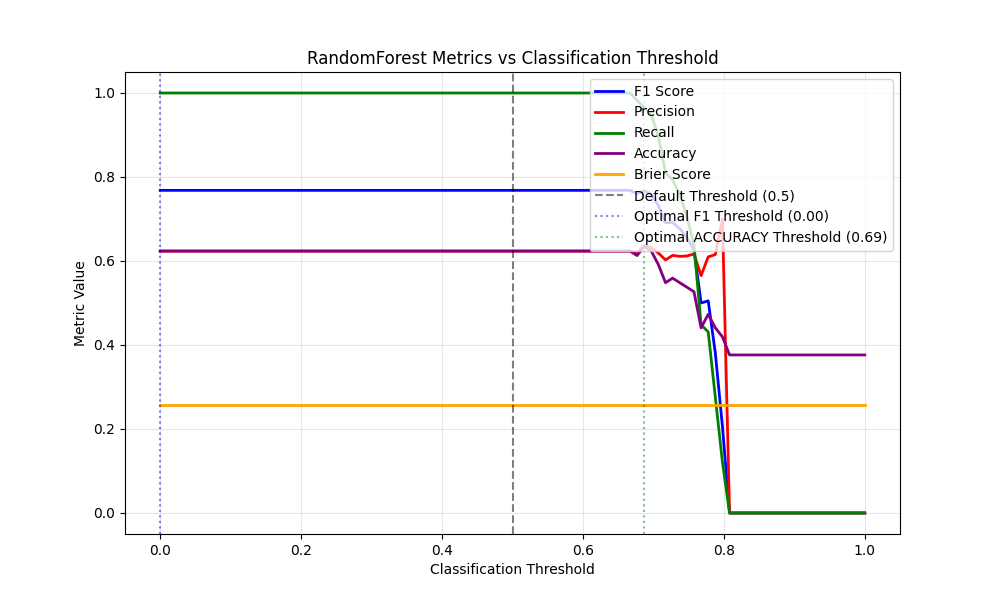 RandomForest Metrics vs Classification Threshold
Metric Value
1.0
0.8
0.6
0.4
0.2
0.0
F1 Score
Precision
Recall
Accuracy
Brier Score
Default Threshold (0.5)
Optimal F1 Threshold (0.00)
Optimal ACCURACY Threshold (0.69)
0.0 0.2 0.4 0.6 0.8 1.0
Classification Threshold